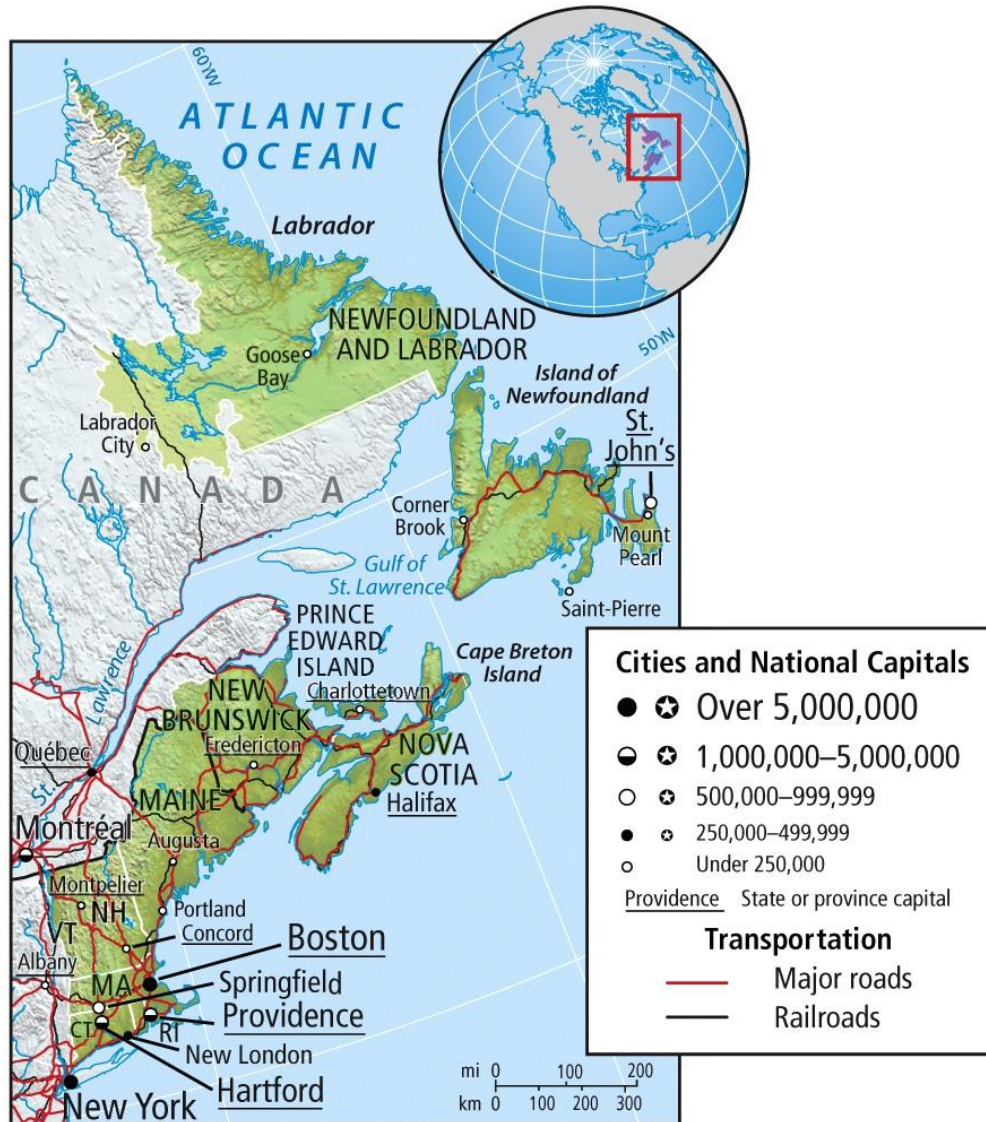 60°W
ATLANTIC
OCEAN
Labrador
50°N
NEWFOUNDLAND
AND LABRADOR
Goose
Bay
Island of
Newfoundland
Labrador
City
St.
John's
CANADA
Corner
Brook
Mount
Pearl
Gulf of
St. Lawrence
Saint-Pierre
PRINCE
EDWARD
ISLAND
Cape Breton
Island
Charlottetown
NEW
BRUNSWICK
Fredericton
St. Lawrence
Québec
NOVA
SCOTIA
Halifax
MAINE
Montréal
Augusta
Montpelier
NH
VT
Portland
Concord
Albany
Boston
MA
Springfield
Providence
CT
RI
New London
Hartford
New York
mi 0 100 200
km 0 100 200 300
Cities and National Capitals
Over 5,000,000
1,000,000–5,000,000
500,000–999,999
250,000–499,999
Under 250,000
Providence State or province capital
Transportation
Major roads
Railroads